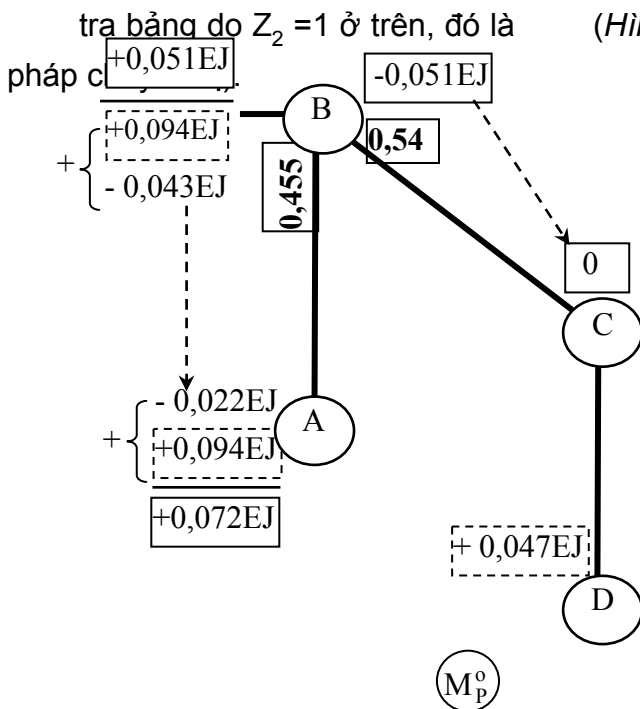 tra bảng do Z₂ =1 ở trên, đó là (Hìn
+0,051EJ
pháp
-0,051EJ
B
+0,094EJ
0,54
+
- 0,043EJ
0,455
0
C
- 0,022EJ
A
+
+0,094EJ
+0,072EJ
+ 0,047EJ
D
M°ₚ